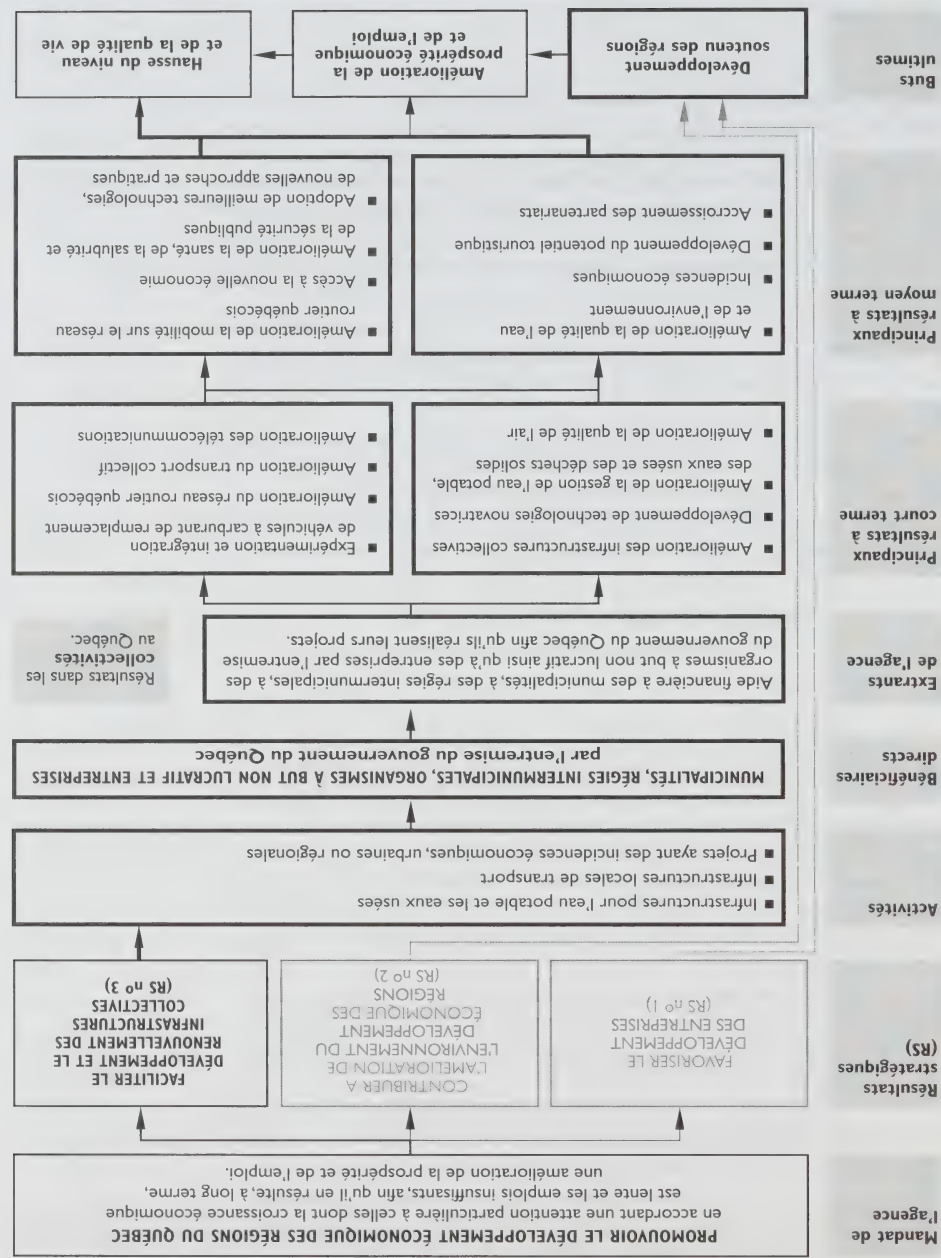 Mandat de
l'agence
PROMOUVOIR LE DÉVELOPPEMENT ÉCONOMIQUE DES RÉGIONS DU QUÉBEC
en accordant une attention particulière à celles dont la croissance économique
est lente et les emplois insuffisants, afin qu'il en résulte, à long terme,
une amélioration de la prospérité et de l'emploi.
Résultats
stratégiques
(RS)
FAVORISER LE
DÉVELOPPEMENT
DES ENTREPRISES
(RS nº 1)
CONTRIBUER A
L'AMELIORATION DE
L'ENVIRONNEMENT DU
DÉVELOPPEMENT
ÉCONOMIQUE DES
RÉGIONS
(RS nº 2)
FACILITER LE
DÉVELOPPEMENT ET LE
RENOUVELLEMENT DES
INFRASTRUCTURES
COLLECTIVES
(RS nº 3)
Activités
■ Infrastructures pour l'eau potable et les eaux usées
■ Infrastructures locales de transport
■ Projets ayant des incidences économiques, urbaines ou régionales
Bénéficiaires
directs
MUNICIPALITÉS, RÉGIES INTERMUNICIPALES, ORGANISMES À BUT NON LUCRATIF ET ENTREPRISES
par l'entremise du gouvernement du Québec
Extrants
de l'agence
Aide financière à des municipalités, à des régies intermunicipales, à des
organismes à but non lucratif ainsi qu'à des entreprises par l'entremise
du gouvernement du Québec afin qu'ils réalisent leurs projets.
Résultats dans les
collectivités
au Québec.
Principaux
résultats à
court terme
■ Amélioration des infrastructures collectives
■ Développement de technologies novatrices
■ Amélioration de la gestion de l'eau potable,
des eaux usées et des déchets solides
■ Amélioration de la qualité de l'air
■ Expérimentation et intégration
de véhicules à carburant de remplacement
■ Amélioration du réseau routier québécois
■ Amélioration du transport collectif
■ Amélioration des télécommunications
Principaux
résultats à
moyen terme
■ Amélioration de la qualité de l'eau
et de l'environnement
■ Incidences économiques
■ Développement du potentiel touristique
■ Accroissement des partenariats
■ Amélioration de la mobilité sur le réseau
routier québécois
■ Accès à la nouvelle économie
■ Amélioration de la santé, de la salubrité et
de la sécurité publiques
■ Adoption de meilleures technologies,
de nouvelles approches et pratiques
Buts
ultimes
Développement
soutenu des régions
Amélioration de la
prospérité économique
et de l'emploi
Hausse du niveau
et de la qualité de vie